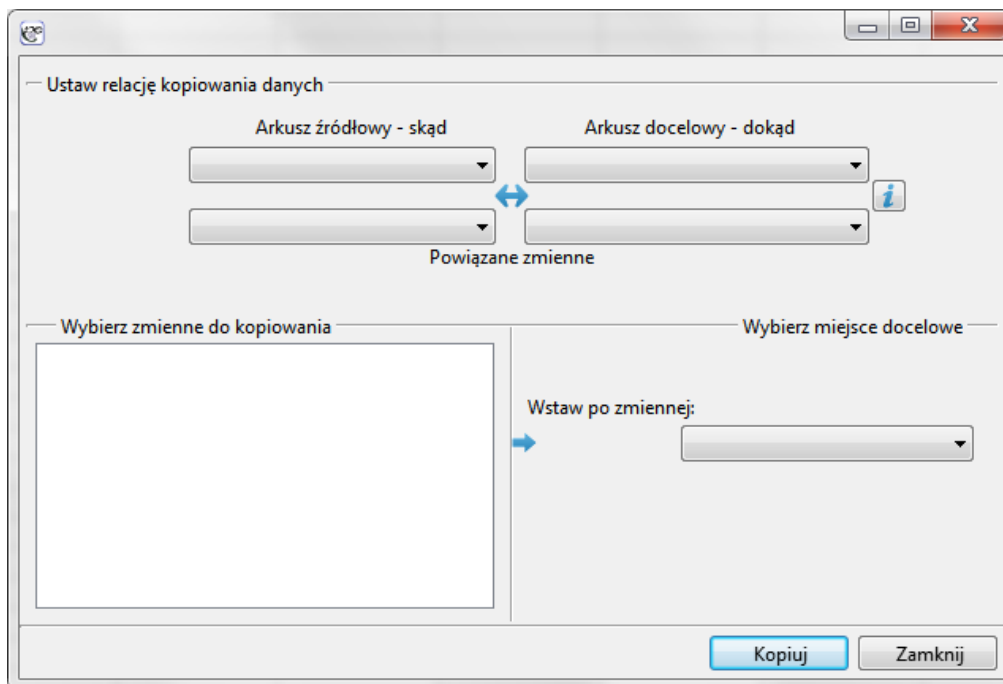 Ustaw relację kopiowania danych
Arkusz źródłowy - skąd
Arkusz docelowy - dokąd
i
Powiązane zmienne
Wybierz zmienne do kopiowania
Wybierz miejsce docelowe
Wstaw po zmiennej:
Kopiuj
Zamknij